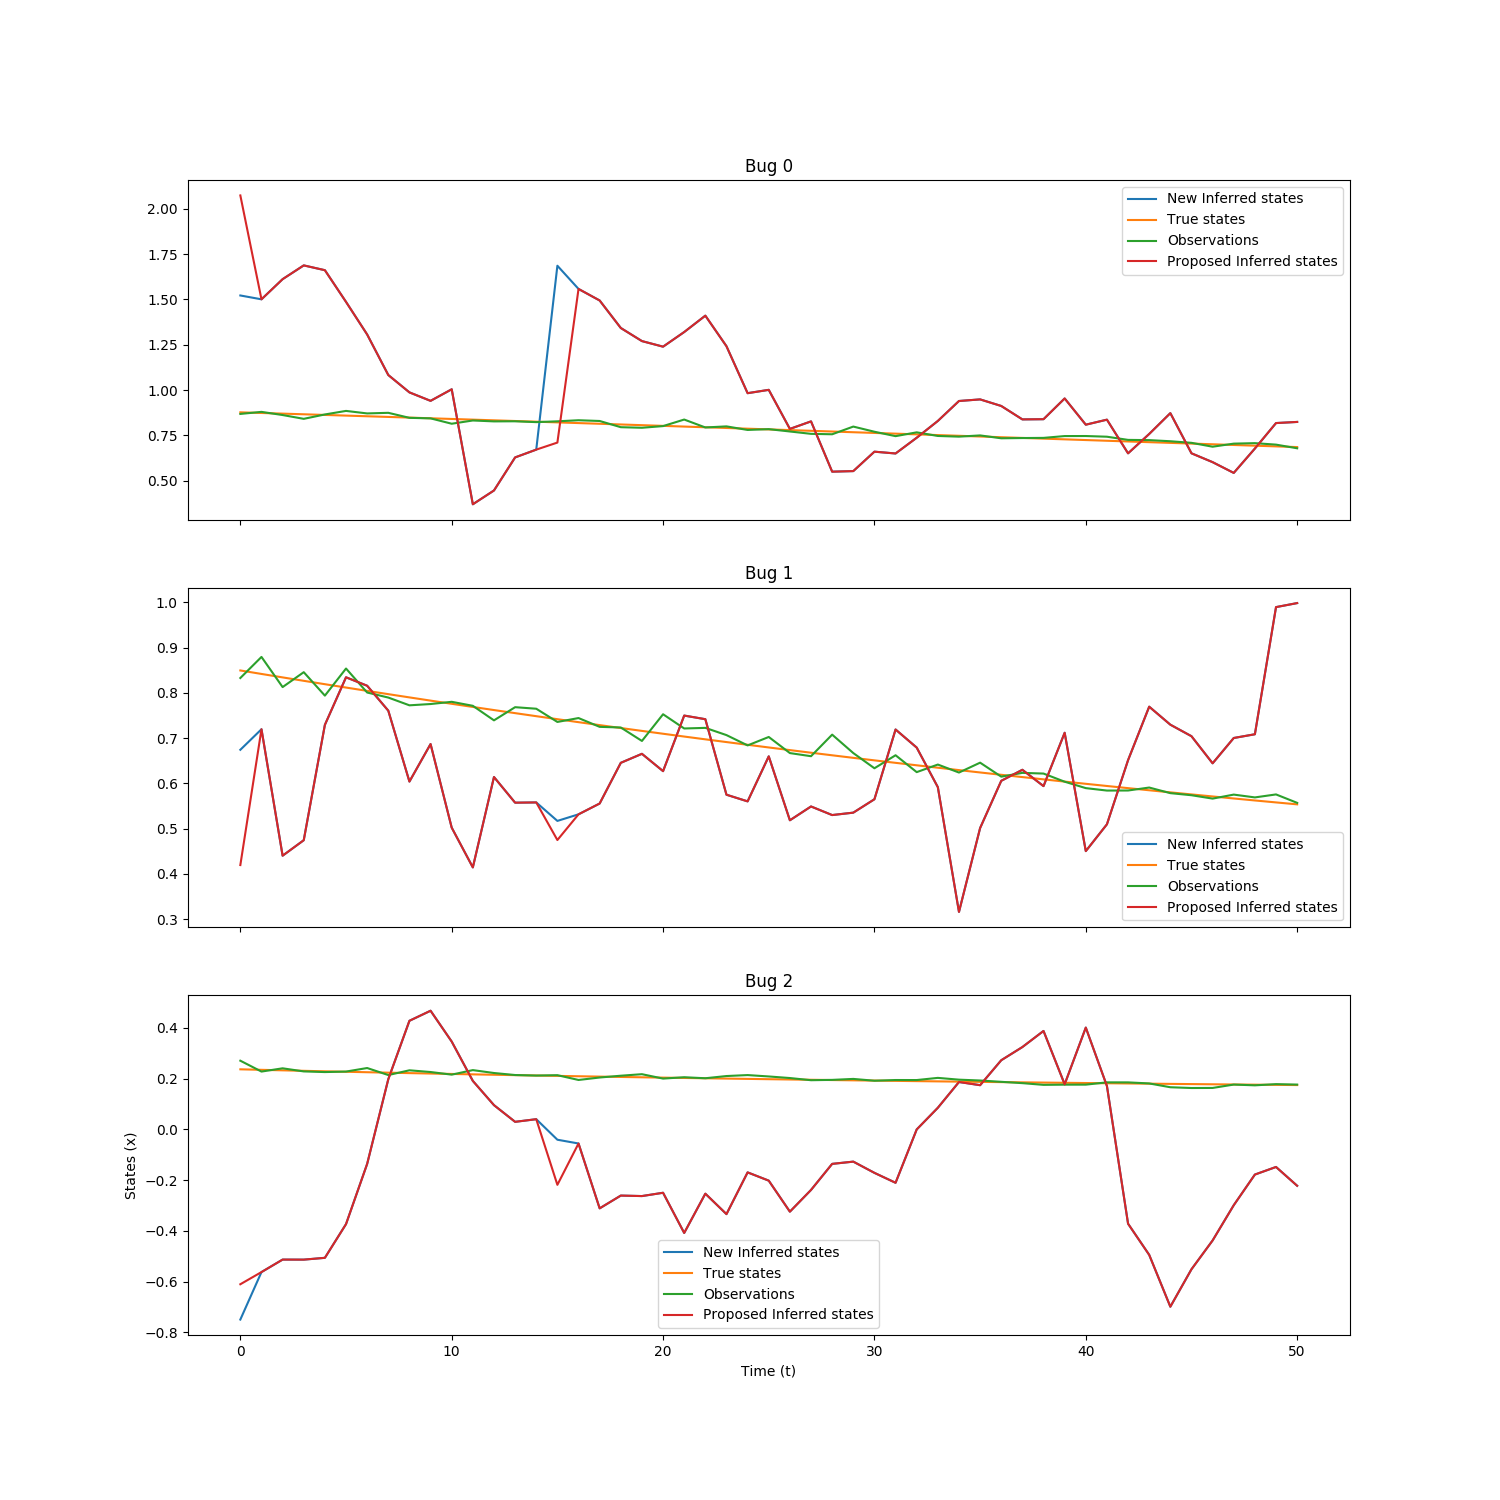 Bug 0
2.00
1.75
1.50
1.25
1.00
0.75
0.50
New Inferred states
True states
Observations
Proposed Inferred states
Bug 1
1.0
0.9
0.8
0.7
0.6
0.5
0.4
0.3
New Inferred states
True states
Observations
Proposed Inferred states
Bug 2
States (x)
0.4
0.2
0.0
−0.2
−0.4
−0.6
−0.8
New Inferred states
True states
Observations
Proposed Inferred states
0 10 20 30 40 50
Time (t)